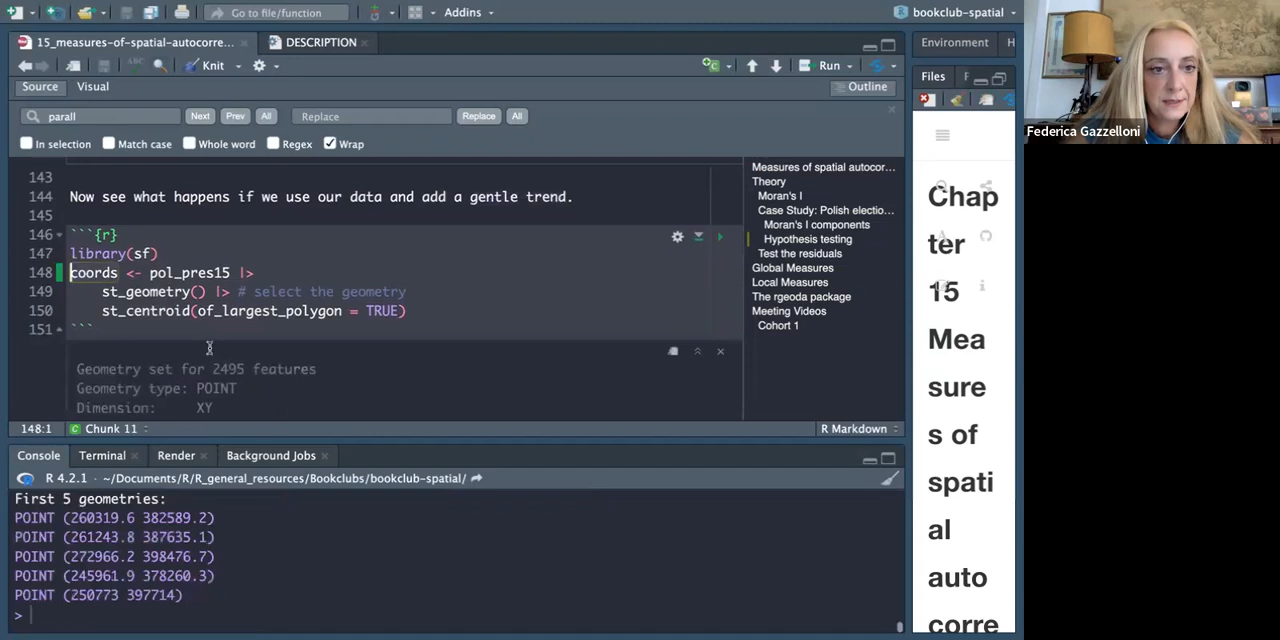 Go to file/function
Addins
bookclub-spatial
15_measures-of-spatial-autocorre...
DESCRIPTION
Environment
H
ABC
Knit
Run
Files
F
Source
Visual
Outline
parall
Next
Prev
All
Replace
Replace
All
In selection
Match case
Whole word
Regex
Wrap
143
144 Now see what happens if we use our data and add a gentle trend.
145
146 ```{r}
147 library(sf)
148 coords <- pol_pres15 |>
149 st_geometry() |> # select the geometry
150 st_centroid(of_largest_polygon = TRUE)
151 ```
Geometry set for 2495 features
Geometry type: POINT
Dimension: XY
Measures of spatial autocor...
Theory
Moran's I
Case Study: Polish electio...
Moran's I components
Hypothesis testing
Test the residuals
Global Measures
Local Measures
The rgeoda package
Meeting Videos
Cohort 1
148:1
C Chunk 11
R Markdown
Console
Terminal
Render
Background Jobs
R 4.2.1 · ~/Documents/R/R_general_resources/Bookclubs/bookclub-spatial/
First 5 geometries:
POINT (260319.6 382589.2)
POINT (261243.8 387635.1)
POINT (272966.2 398476.7)
POINT (245961.9 378260.3)
POINT (250773 397714)
>
Chap
ter
15
Mea
sure
s of
spati
al
auto
corre
Federica Gazzelloni